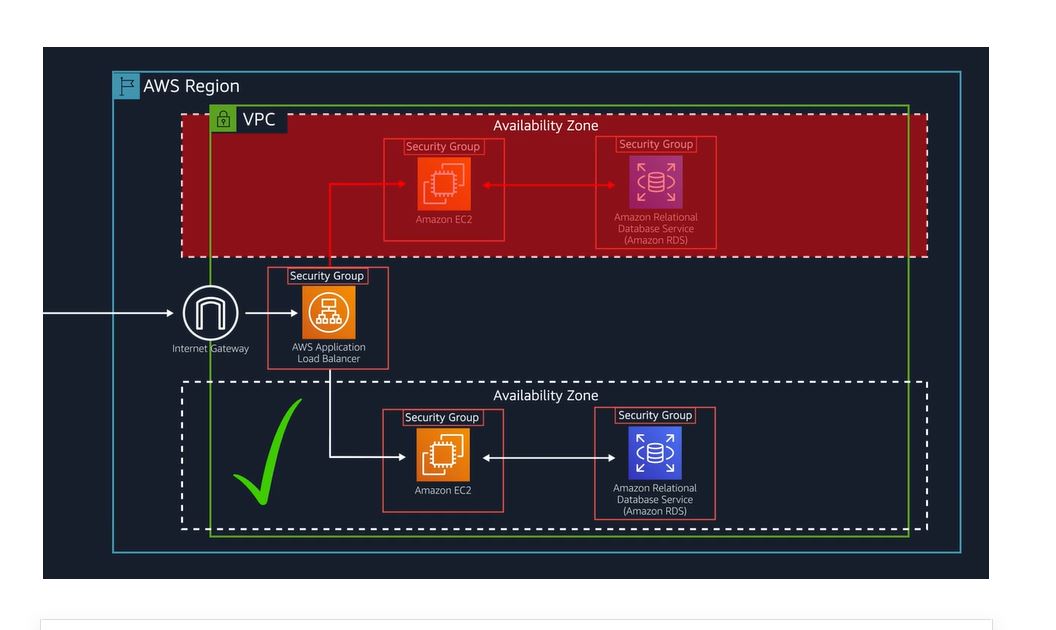 AWS Region
VPC
Availability Zone
Security Group
Security Group
Amazon EC2
Amazon Relational
Database Service
(Amazon RDS)
Security Group
Internet Gateway
AWS Application
Load Balancer
Availability Zone
Security Group
Security Group
Amazon EC2
Amazon Relational
Database Service
(Amazon RDS)